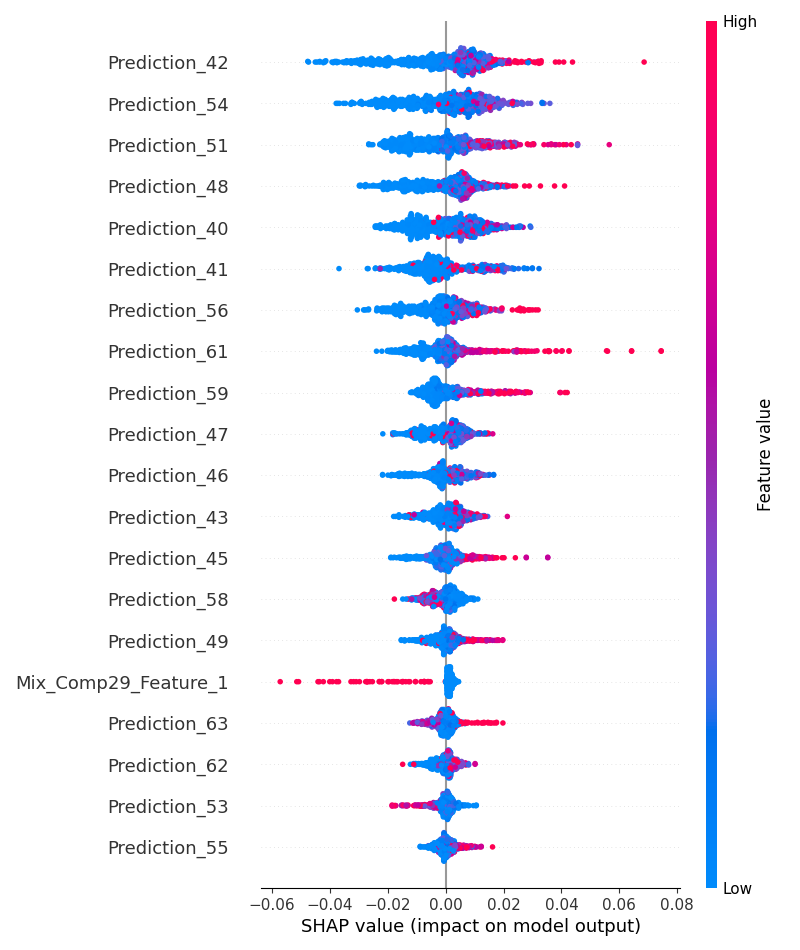 High
Prediction_42
Prediction_54
Prediction_51
Prediction_48
Prediction_40
Prediction_41
Prediction_56
Prediction_61
Prediction_59
Prediction_47
Prediction_46
Prediction_43
Prediction_45
Prediction_58
Prediction_49
Mix_Comp29_Feature_1
Prediction_63
Prediction_62
Prediction_53
Prediction_55
Feature value
Low
−0.06 −0.04 −0.02 0.00 0.02 0.04 0.06 0.08
SHAP value (impact on model output)